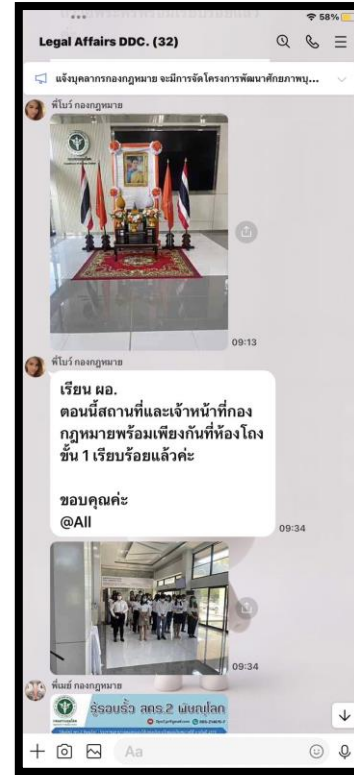 58%
Legal Affairs DDC. (32)
แจ้งบุคลากรกองกฎหมาย จะมีการจัดโครงการพัฒนาศักยภาพบุ...
พี่โบว์ กองกฎหมาย
09:13
พี่โบว์ กองกฎหมาย
เรียน ผอ.
ตอนนี้สถานที่และเจ้าหน้าที่กอง
กฎหมายพร้อมเพียงกันที่ห้องโถง
ชั้น 1 เรียบร้อยแล้วค่ะ
ขอบคุณค่ะ
@All
09:34
09:34
พี่เมย์ กองกฎหมาย
รู่รอบรั้ว สคร.2 พิษณุโลก
Aa